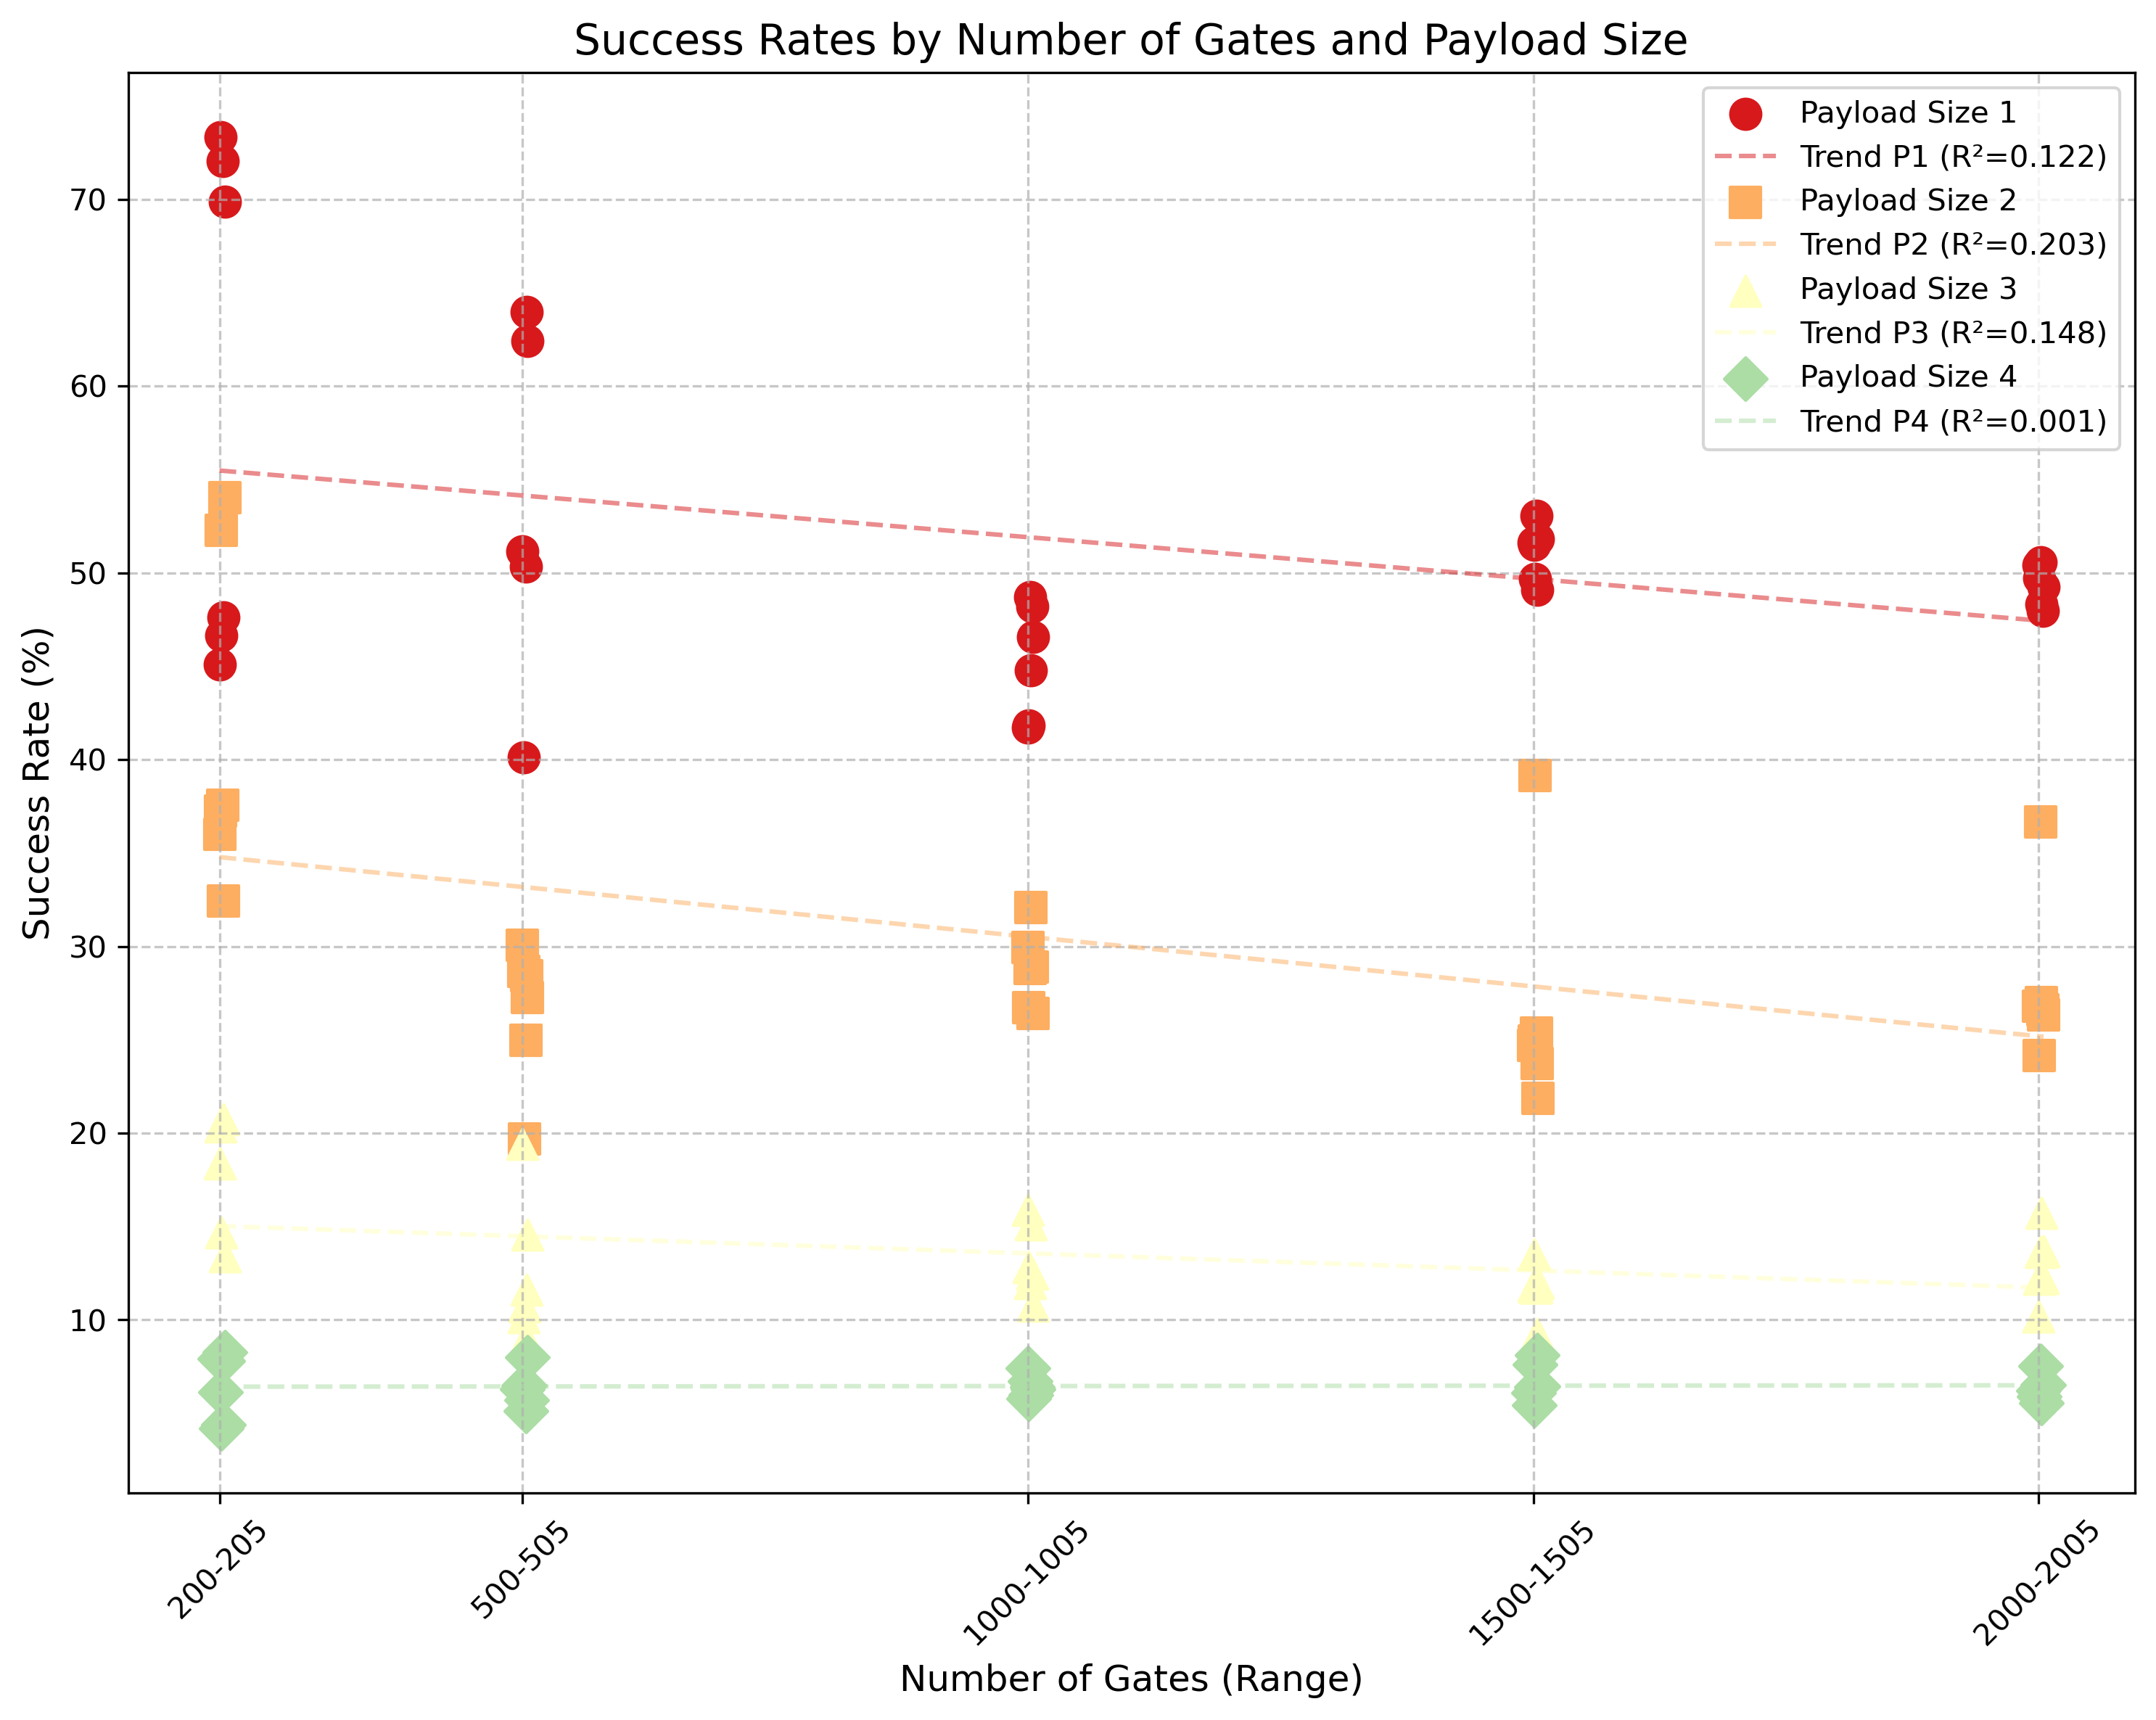 Success Rates by Number of Gates and Payload Size
Payload Size 1
Trend P1 (R²=0.122)
Payload Size 2
Trend P2 (R²=0.203)
Payload Size 3
Trend P3 (R²=0.148)
Payload Size 4
Trend P4 (R²=0.001)
Success Rate (%)
70
60
50
40
30
20
10
200-205
500-505
1000-1005
1500-1505
2000-2005
Number of Gates (Range)